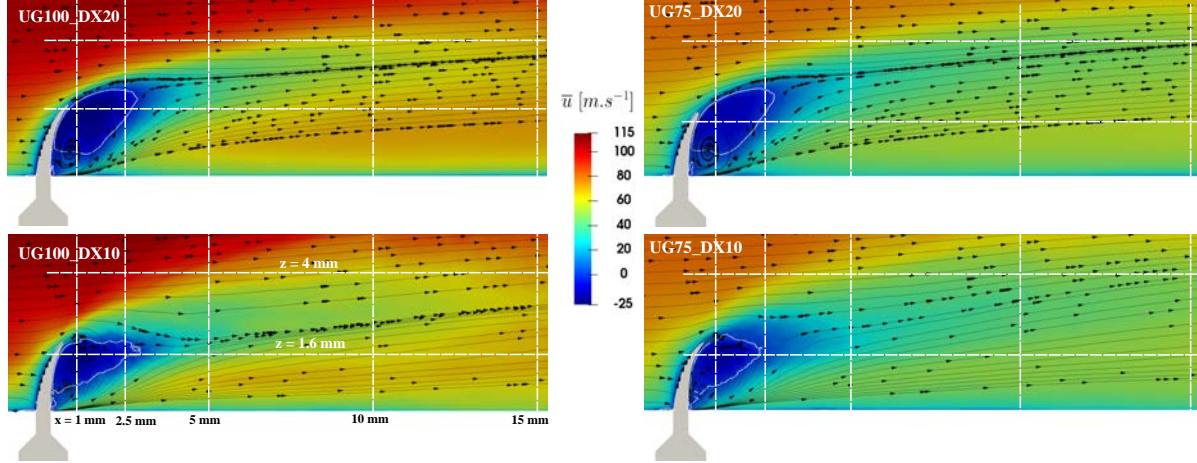 UG100_DX20
UG75_DX20
u̅ [m.s⁻¹]
115
100
80
60
40
20
0
-25
UG100_DX10
UG75_DX10
z = 4 mm
z = 1.6 mm
x = 1 mm 2.5 mm 5 mm 10 mm 15 mm